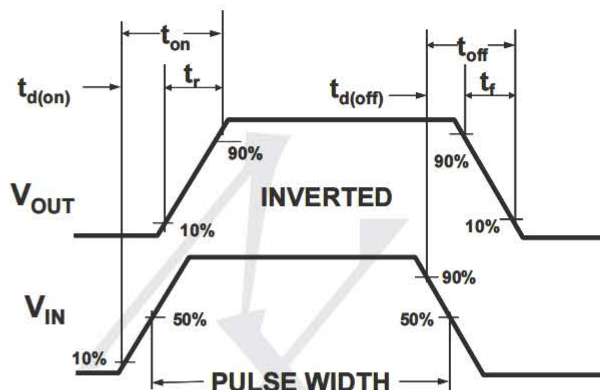 t_on t_off
t_d(on) t_r t_d(off) t_f
90% 90%
V_OUT INVERTED
10% 10%
90%
V_IN
50% 50%
10%
PULSE WIDTH